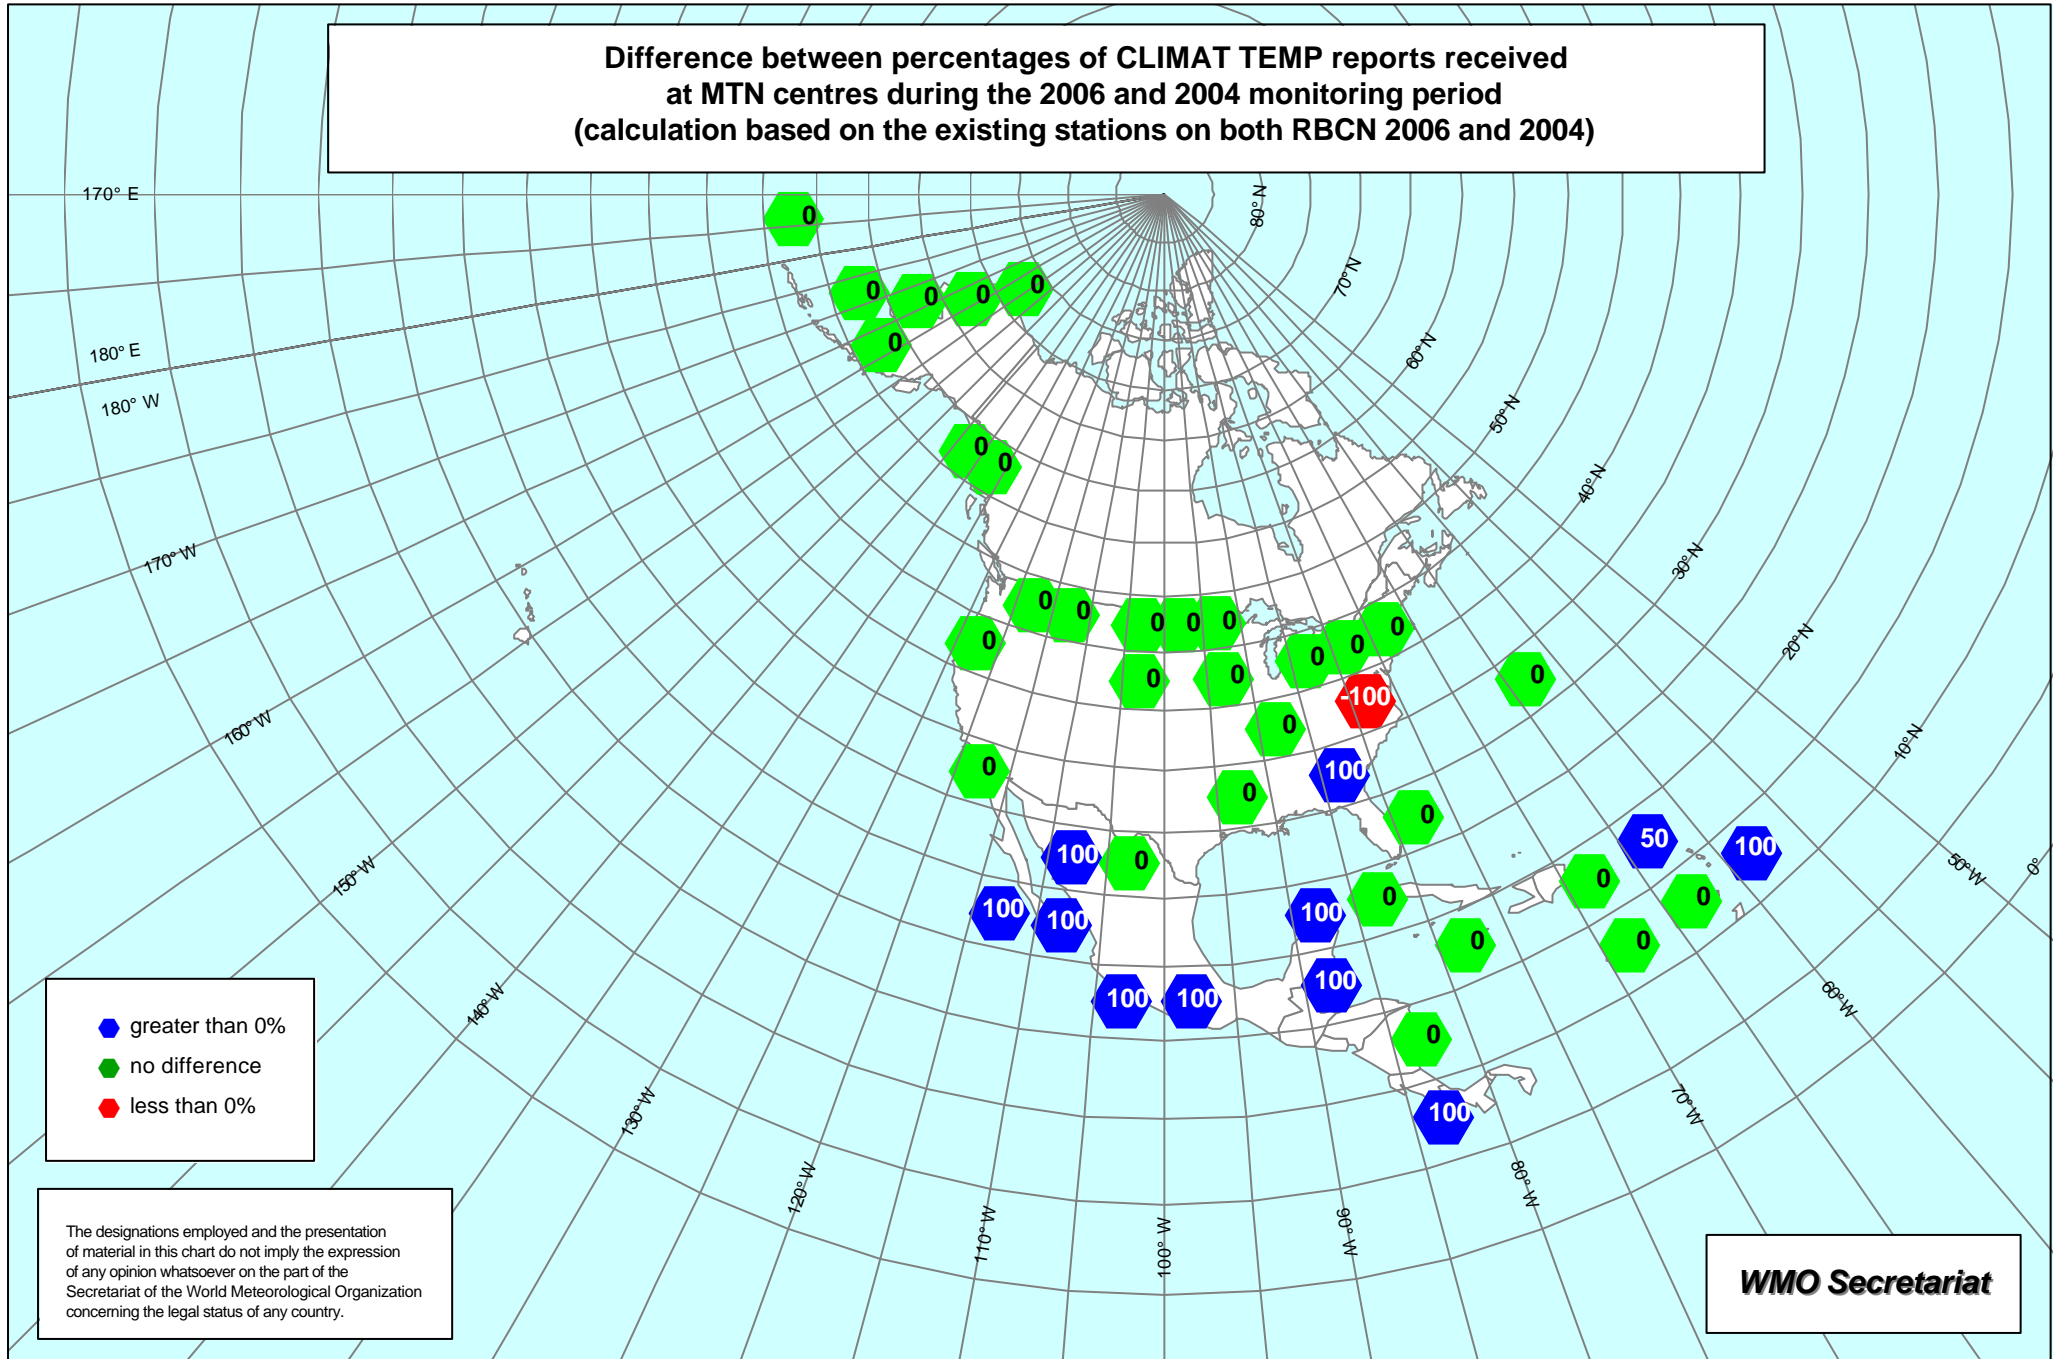 Difference between percentages of CLIMAT TEMP reports received
at MTN centres during the 2006 and 2004 monitoring period
(calculation based on the existing stations on both RBCN 2006 and 2004)
170° E
80° N
0
70° N
0
0
0
0
180° E
0
60° N
180° W
50° N
0
0
40° N
170° W
30° N
0
0
0
0
0
0
0
0
0
20° N
0
0
0
-100
0
160° W
0
10° N
0
100
0
0
150° W
100
0
50
100
50° W
0°
100
100
100
0
0
0
0
0
140° W
100
100
100
60° W
0
130° W
100
70° W
120° W
110° W
100° W
90° W
80° W
greater than 0%
no difference
less than 0%
The designations employed and the presentation
of material in this chart do not imply the expression
of any opinion whatsoever on the part of the
Secretariat of the World Meteorological Organization
concerning the legal status of any country.
WMO Secretariat